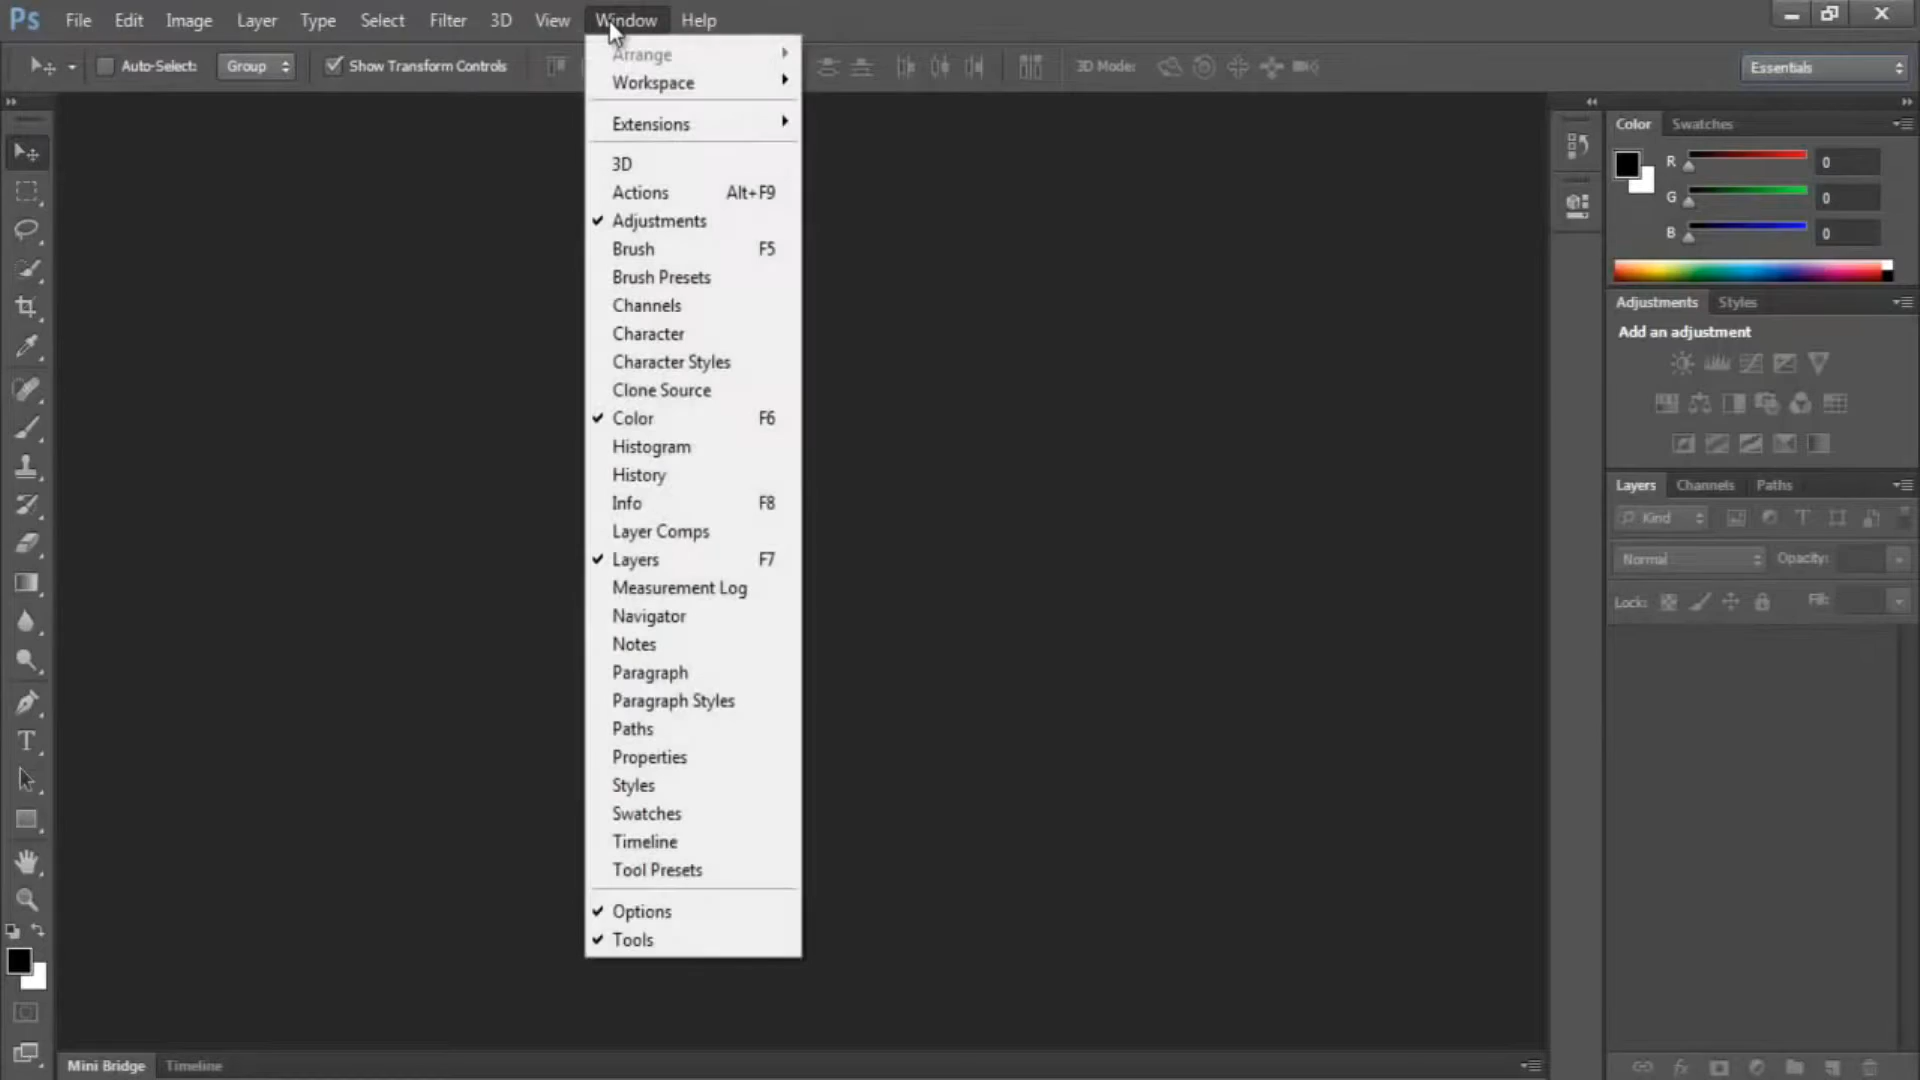 Ps File Edit Image Layer Type Select Filter 3D View Window Help
Auto-Select: Group Show Transform Controls 3D Mode: Essentials
Arrange
Workspace
Extensions
3D
Actions Alt+F9
Adjustments
Brush F5
Brush Presets
Channels
Character
Character Styles
Clone Source
Color F6
Histogram
History
Info F8
Layer Comps
Layers F7
Measurement Log
Navigator
Notes
Paragraph
Paragraph Styles
Paths
Properties
Styles
Swatches
Timeline
Tool Presets
Options
Tools
Color Swatches
R 0
G 0
B 0
Adjustments Styles
Add an adjustment
Layers Channels Paths
Kind
Normal Opacity:
Lock: Fill:
Mini Bridge Timeline